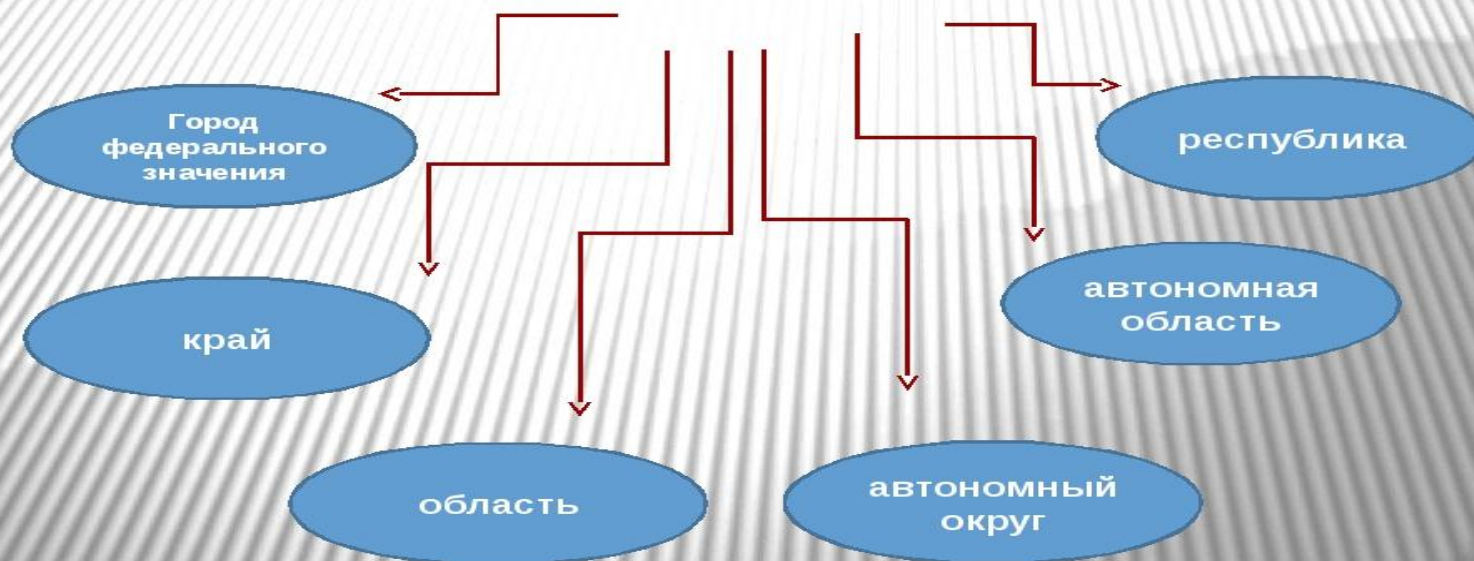 Город
федерального
значения
республика
край
автономная
область
область
автономный
округ